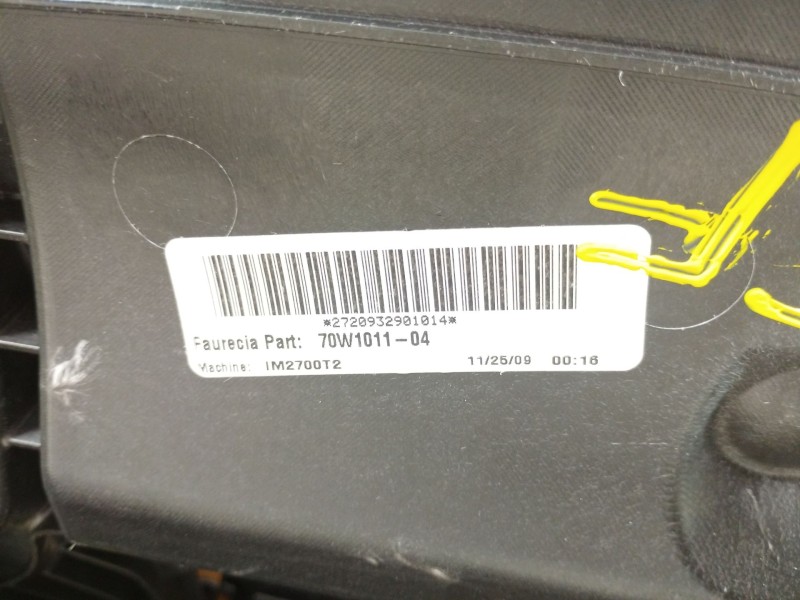 *2720932901014*
Faurecia Part: 70W1011-04
Machine: IM2700T2 11/25/09 00:16